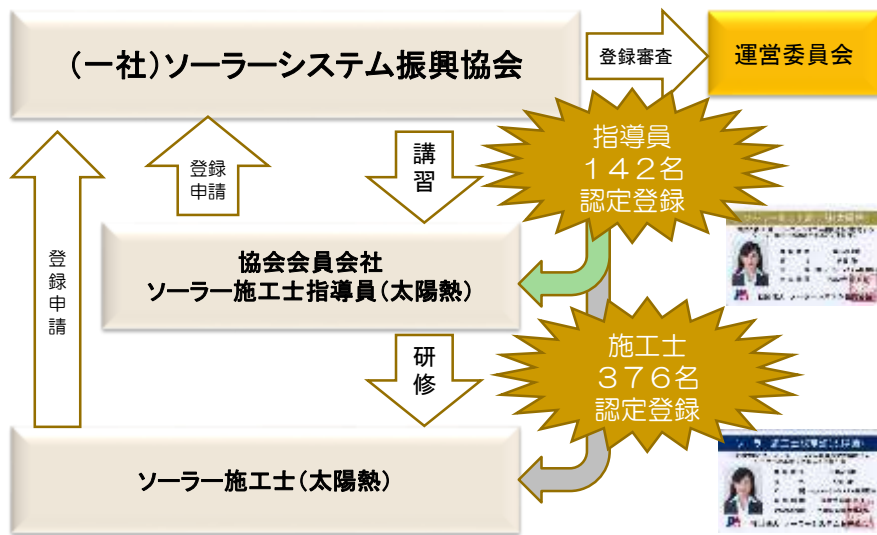 (一社)ソーラーシステム振興協会
登録審査
運営委員会
指導員
142名
認定登録
講習
登録
申請
登録申請
協会会員会社
ソーラー施工士指導員(太陽熱)
研修
施工士
376名
認定登録
ソーラー施工士(太陽熱)